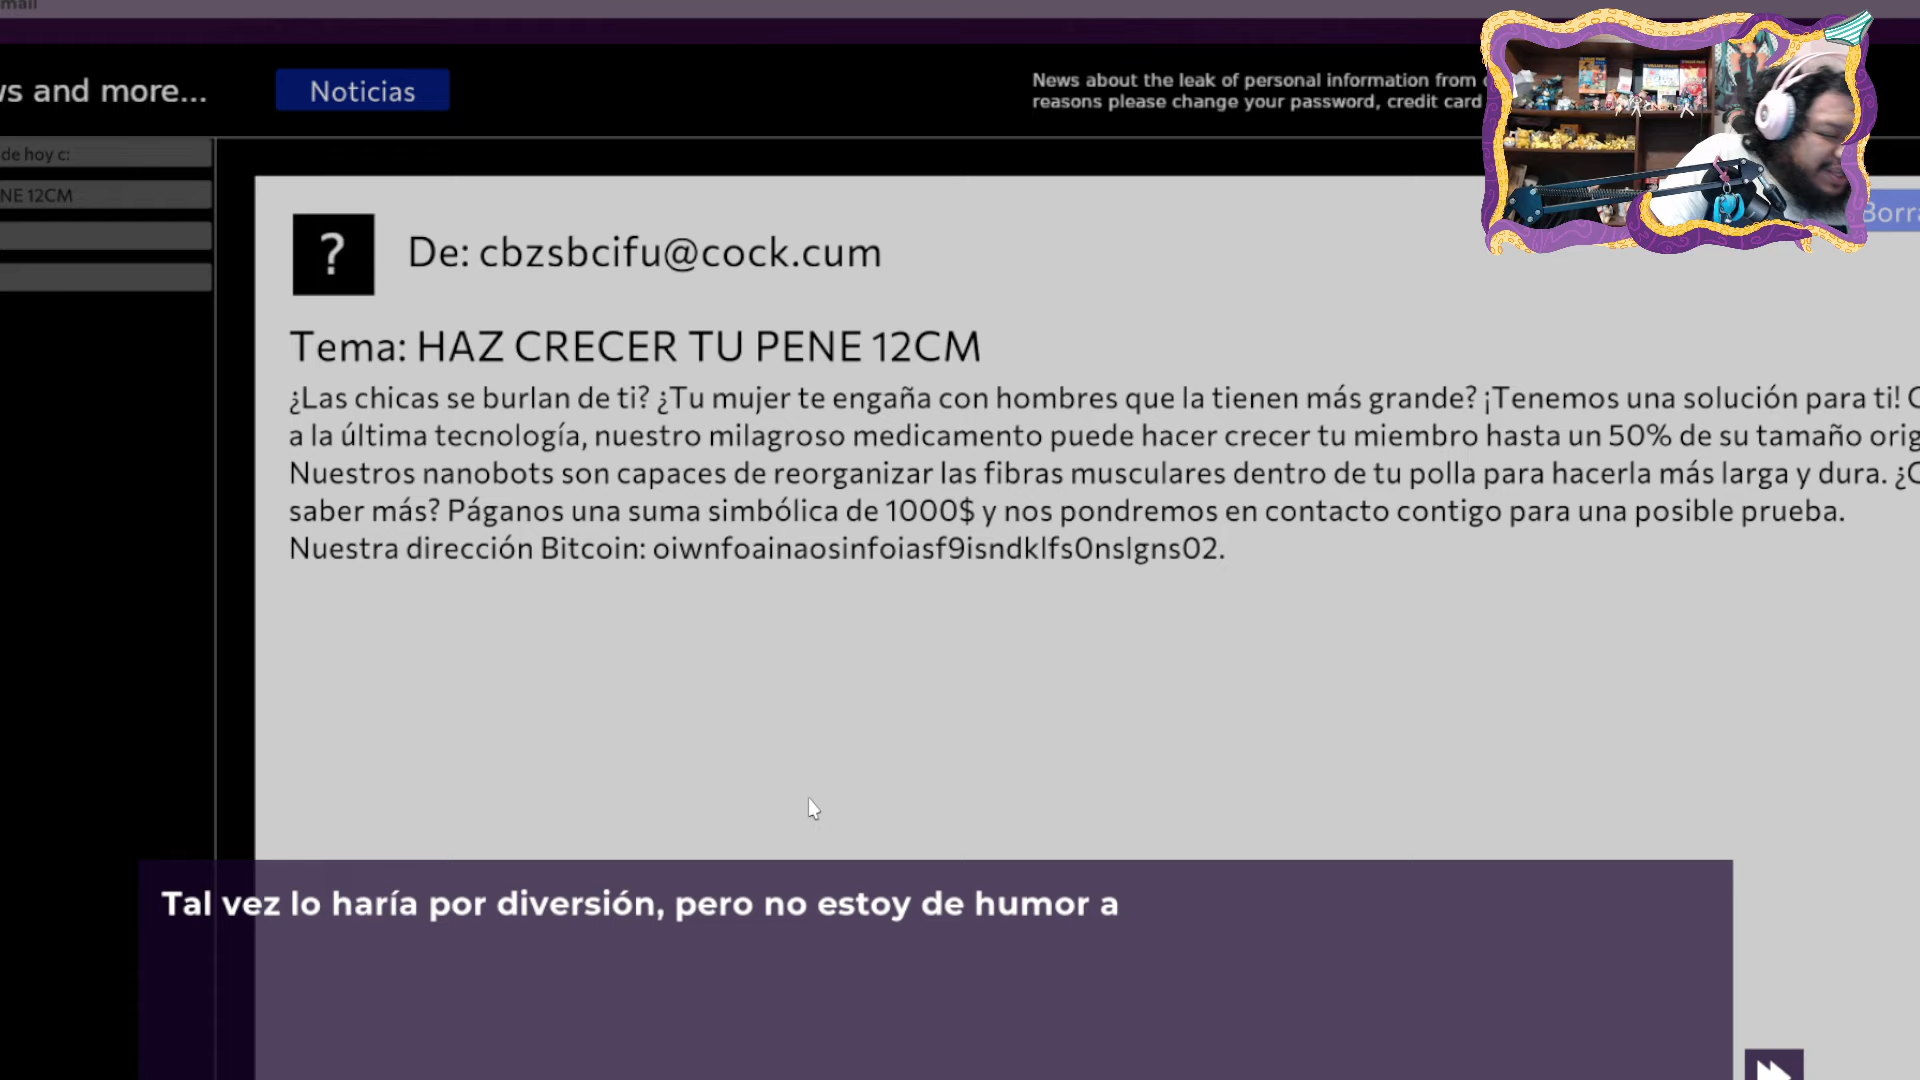 mail
ws and more...
Noticias
News about the leak of personal information from
reasons please change your password, credit card
de hoy c:
NE 12CM
?
De: cbzsbcifu@cock.cum
Borra
Tema: HAZ CRECER TU PENE 12CM
¿Las chicas se burlan de ti? ¿Tu mujer te engaña con hombres que la tienen más grande? ¡Tenemos una solución para ti!
a la última tecnología, nuestro milagroso medicamento puede hacer crecer tu miembro hasta un 50% de su tamaño orig
Nuestros nanobots son capaces de reorganizar las fibras musculares dentro de tu polla para hacerla más larga y dura.
saber más? Páganos una suma simbólica de 1000$ y nos pondremos en contacto contigo para una posible prueba.
Nuestra dirección Bitcoin: oiwnfoainaosinfoiasf9isndklfs0nslgns02.
Tal vez lo haría por diversión, pero no estoy de humor a